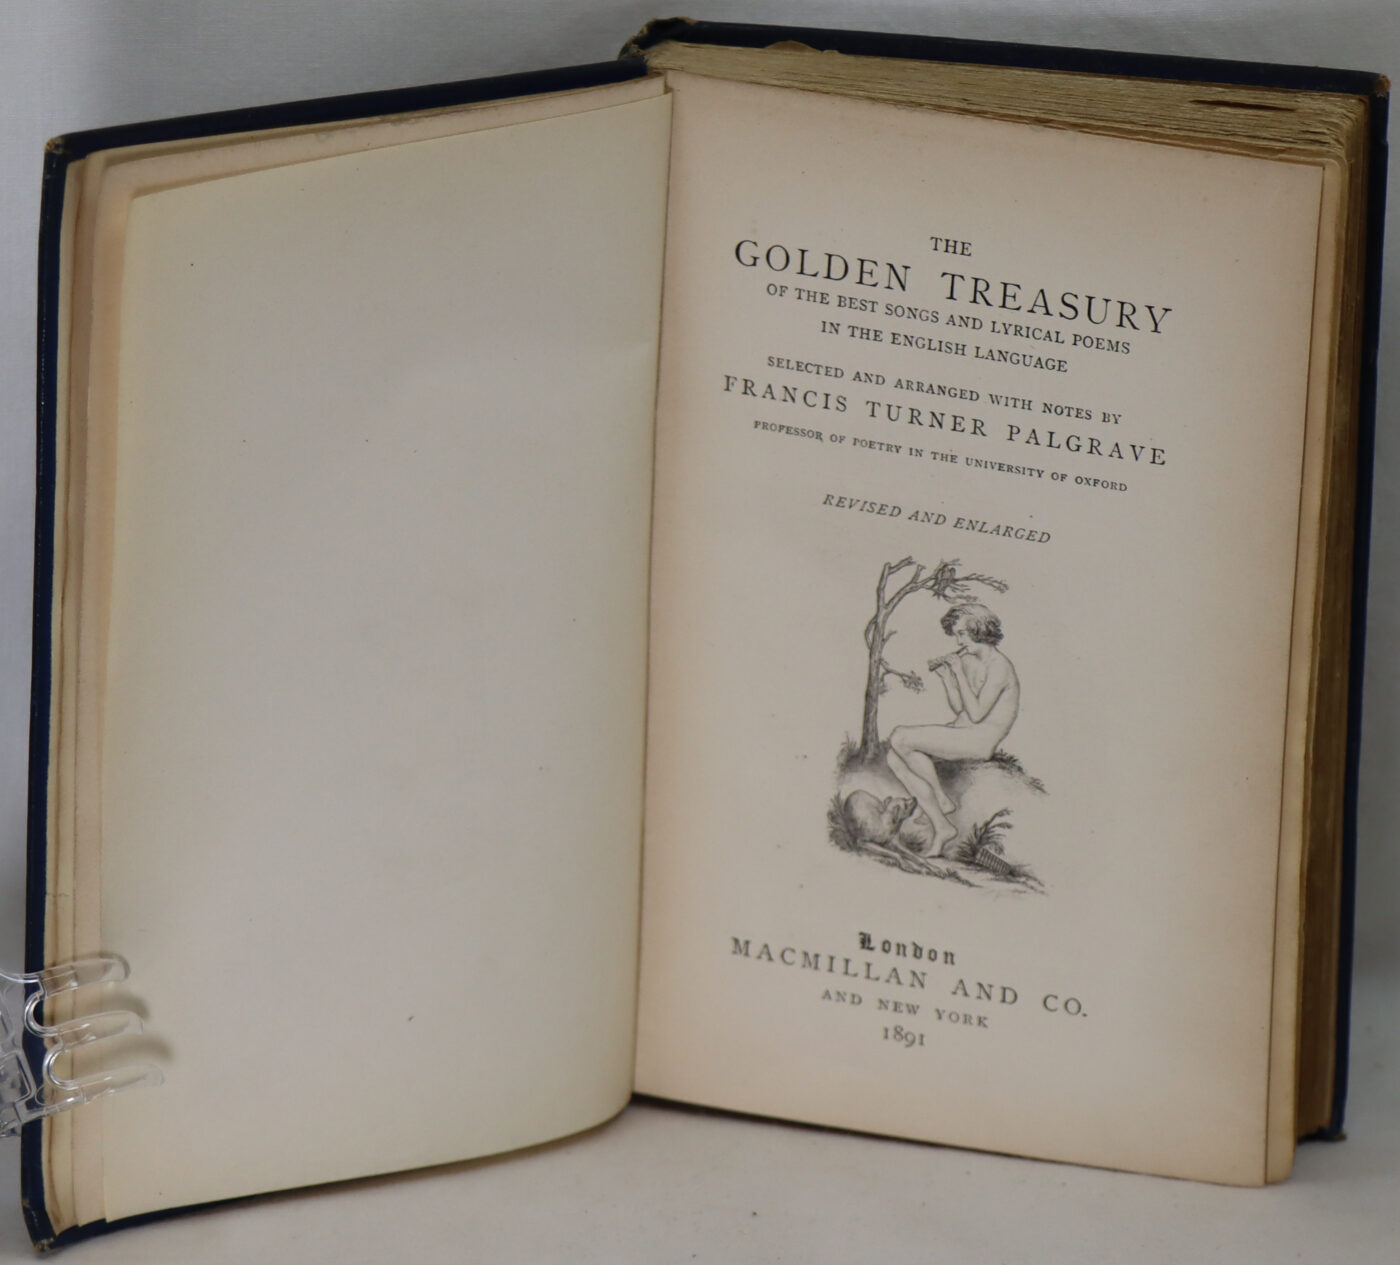 THE
GOLDEN TREASURY
OF THE BEST SONGS AND LYRICAL POEMS
IN THE ENGLISH LANGUAGE
SELECTED AND ARRANGED WITH NOTES BY
FRANCIS TURNER PALGRAVE
PROFESSOR OF POETRY IN THE UNIVERSITY OF OXFORD
REVISED AND ENLARGED
London
MACMILLAN AND CO.
AND NEW YORK
1891